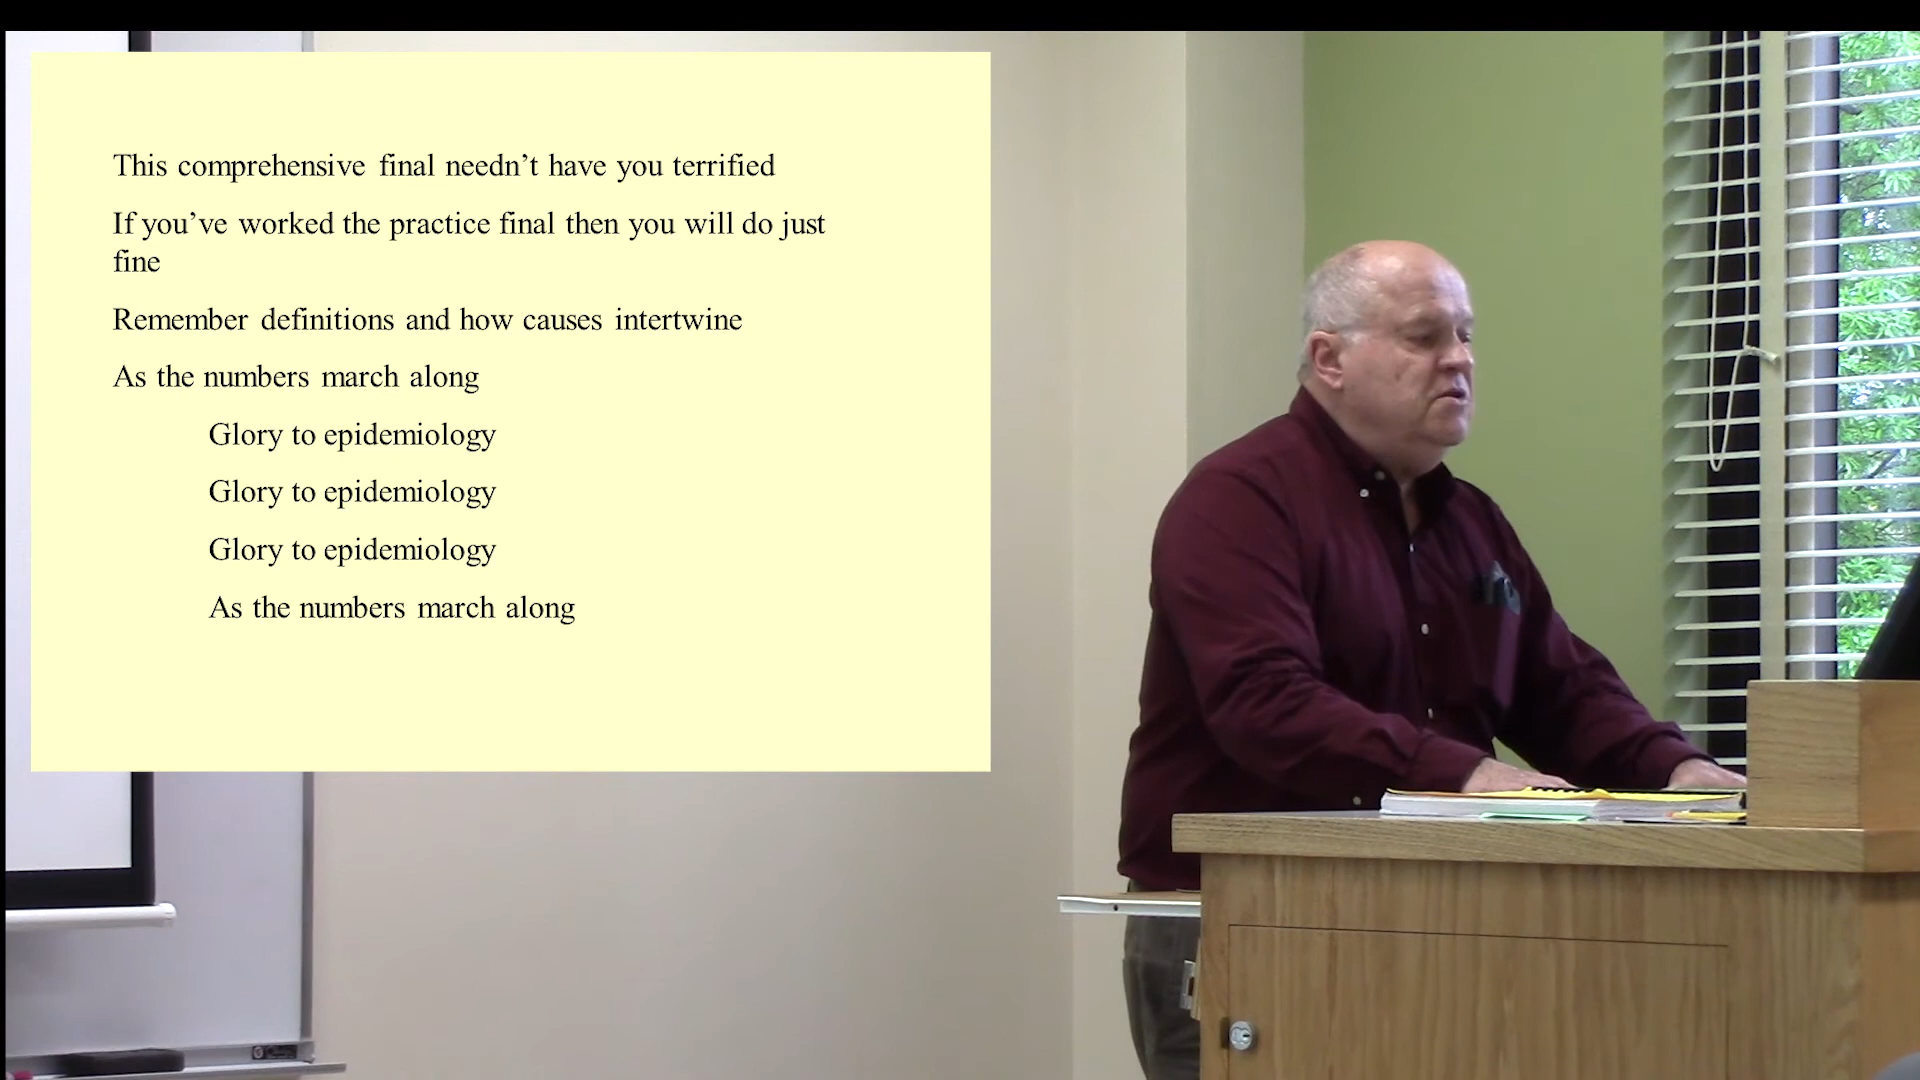 This comprehensive final needn’t have you terrified
If you’ve worked the practice final then you will do just
fine
Remember definitions and how causes intertwine
As the numbers march along
Glory to epidemiology
Glory to epidemiology
Glory to epidemiology
As the numbers march along